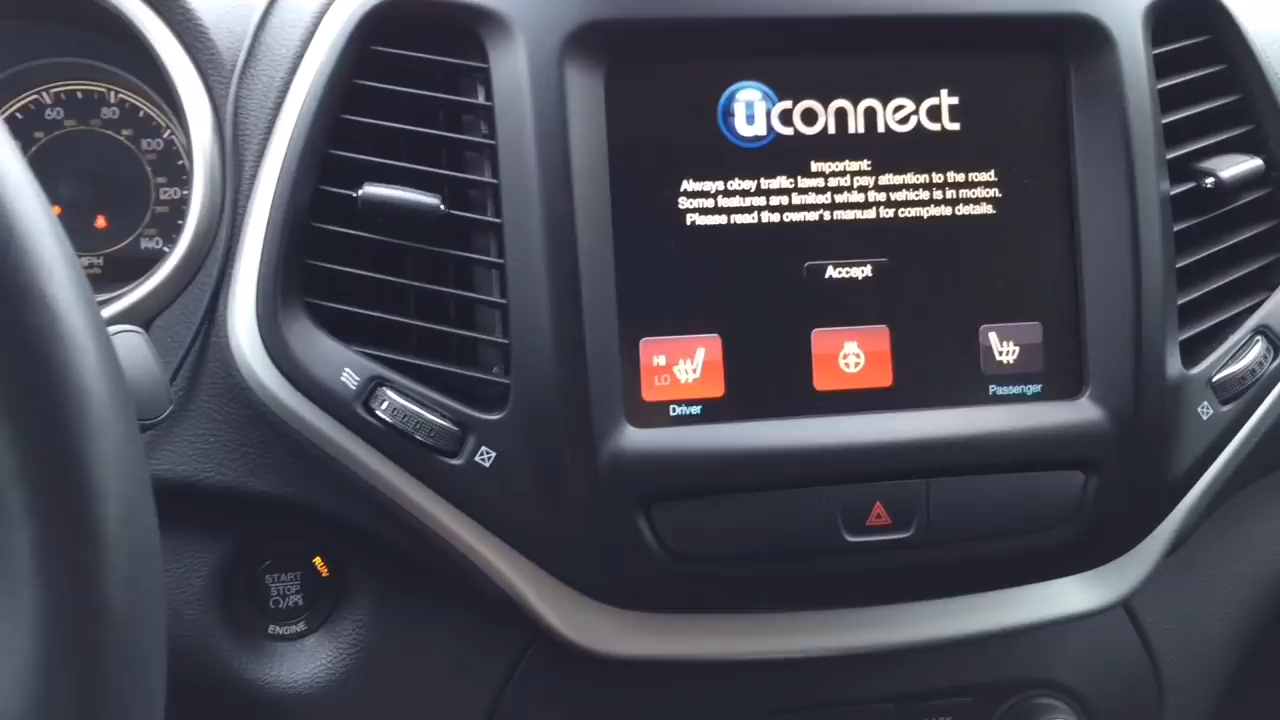 60
80
100
120
140
MPH
uconnect
Important:
Always obey traffic laws and pay attention to the road.
Some features are limited while the vehicle is in motion.
Please read the owner's manual for complete details.
Accept
HI
LO
Driver
Passenger
RUN
START
STOP
ENGINE